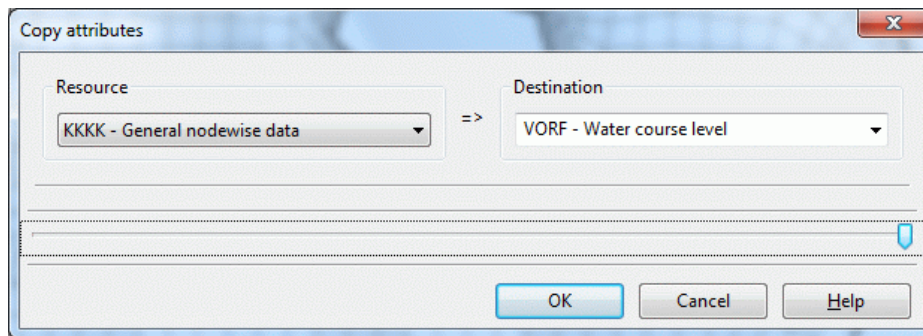 Copy attributes
Resource
Destination
KKKK - General nodewise data
=>
VORF - Water course level
OK
Cancel
Help